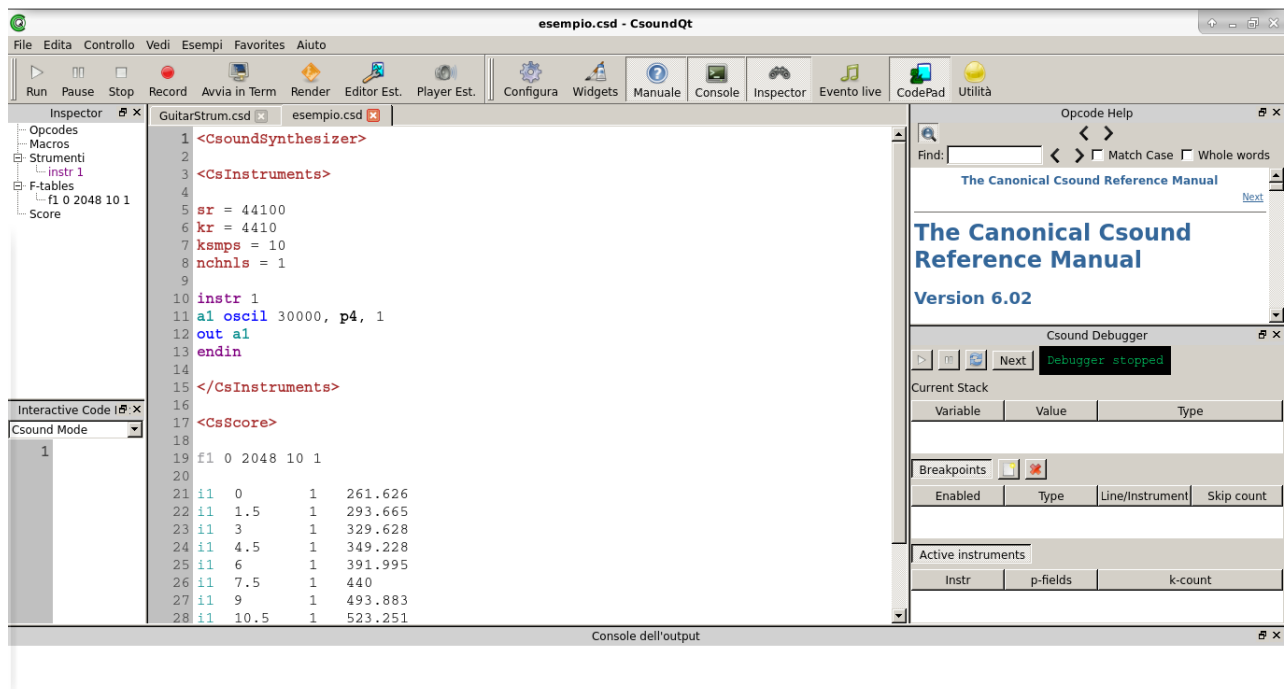 esempio.csd - CsoundQt
File Edita Controllo Vedi Esempi Favorites Aiuto
Run Pause Stop Record Avvia in Term Render Editor Est. Player Est. Configura Widgets Manuale Console Inspector Evento live CodePad Utilità
Inspector
Opcodes
Macros
Strumenti
instr 1
F-tables
f1 0 2048 10 1
Score
Interactive Code
Csound Mode
1
GuitarStrum.csd esempio.csd
1 <CsoundSynthesizer>
2
3 <CsInstruments>
4
5 sr = 44100
6 kr = 4410
7 ksmps = 10
8 nchnls = 1
9
10 instr 1
11 a1 oscil 30000, p4, 1
12 out a1
13 endin
14
15 </CsInstruments>
16
17 <CsScore>
18
19 f1 0 2048 10 1
20
21 i1 0 1 261.626
22 i1 1.5 1 293.665
23 i1 3 1 329.628
24 i1 4.5 1 349.228
25 i1 6 1 391.995
26 i1 7.5 1 440
27 i1 9 1 493.883
28 i1 10.5 1 523.251
Opcode Help
Find: Match Case Whole words
The Canonical Csound Reference Manual
Next
The Canonical Csound
Reference Manual
Version 6.02
Csound Debugger
Next Debugger stopped
Current Stack
Variable Value Type
Breakpoints
Enabled Type Line/Instrument Skip count
Active instruments
Instr p-fields k-count
Console dell'output